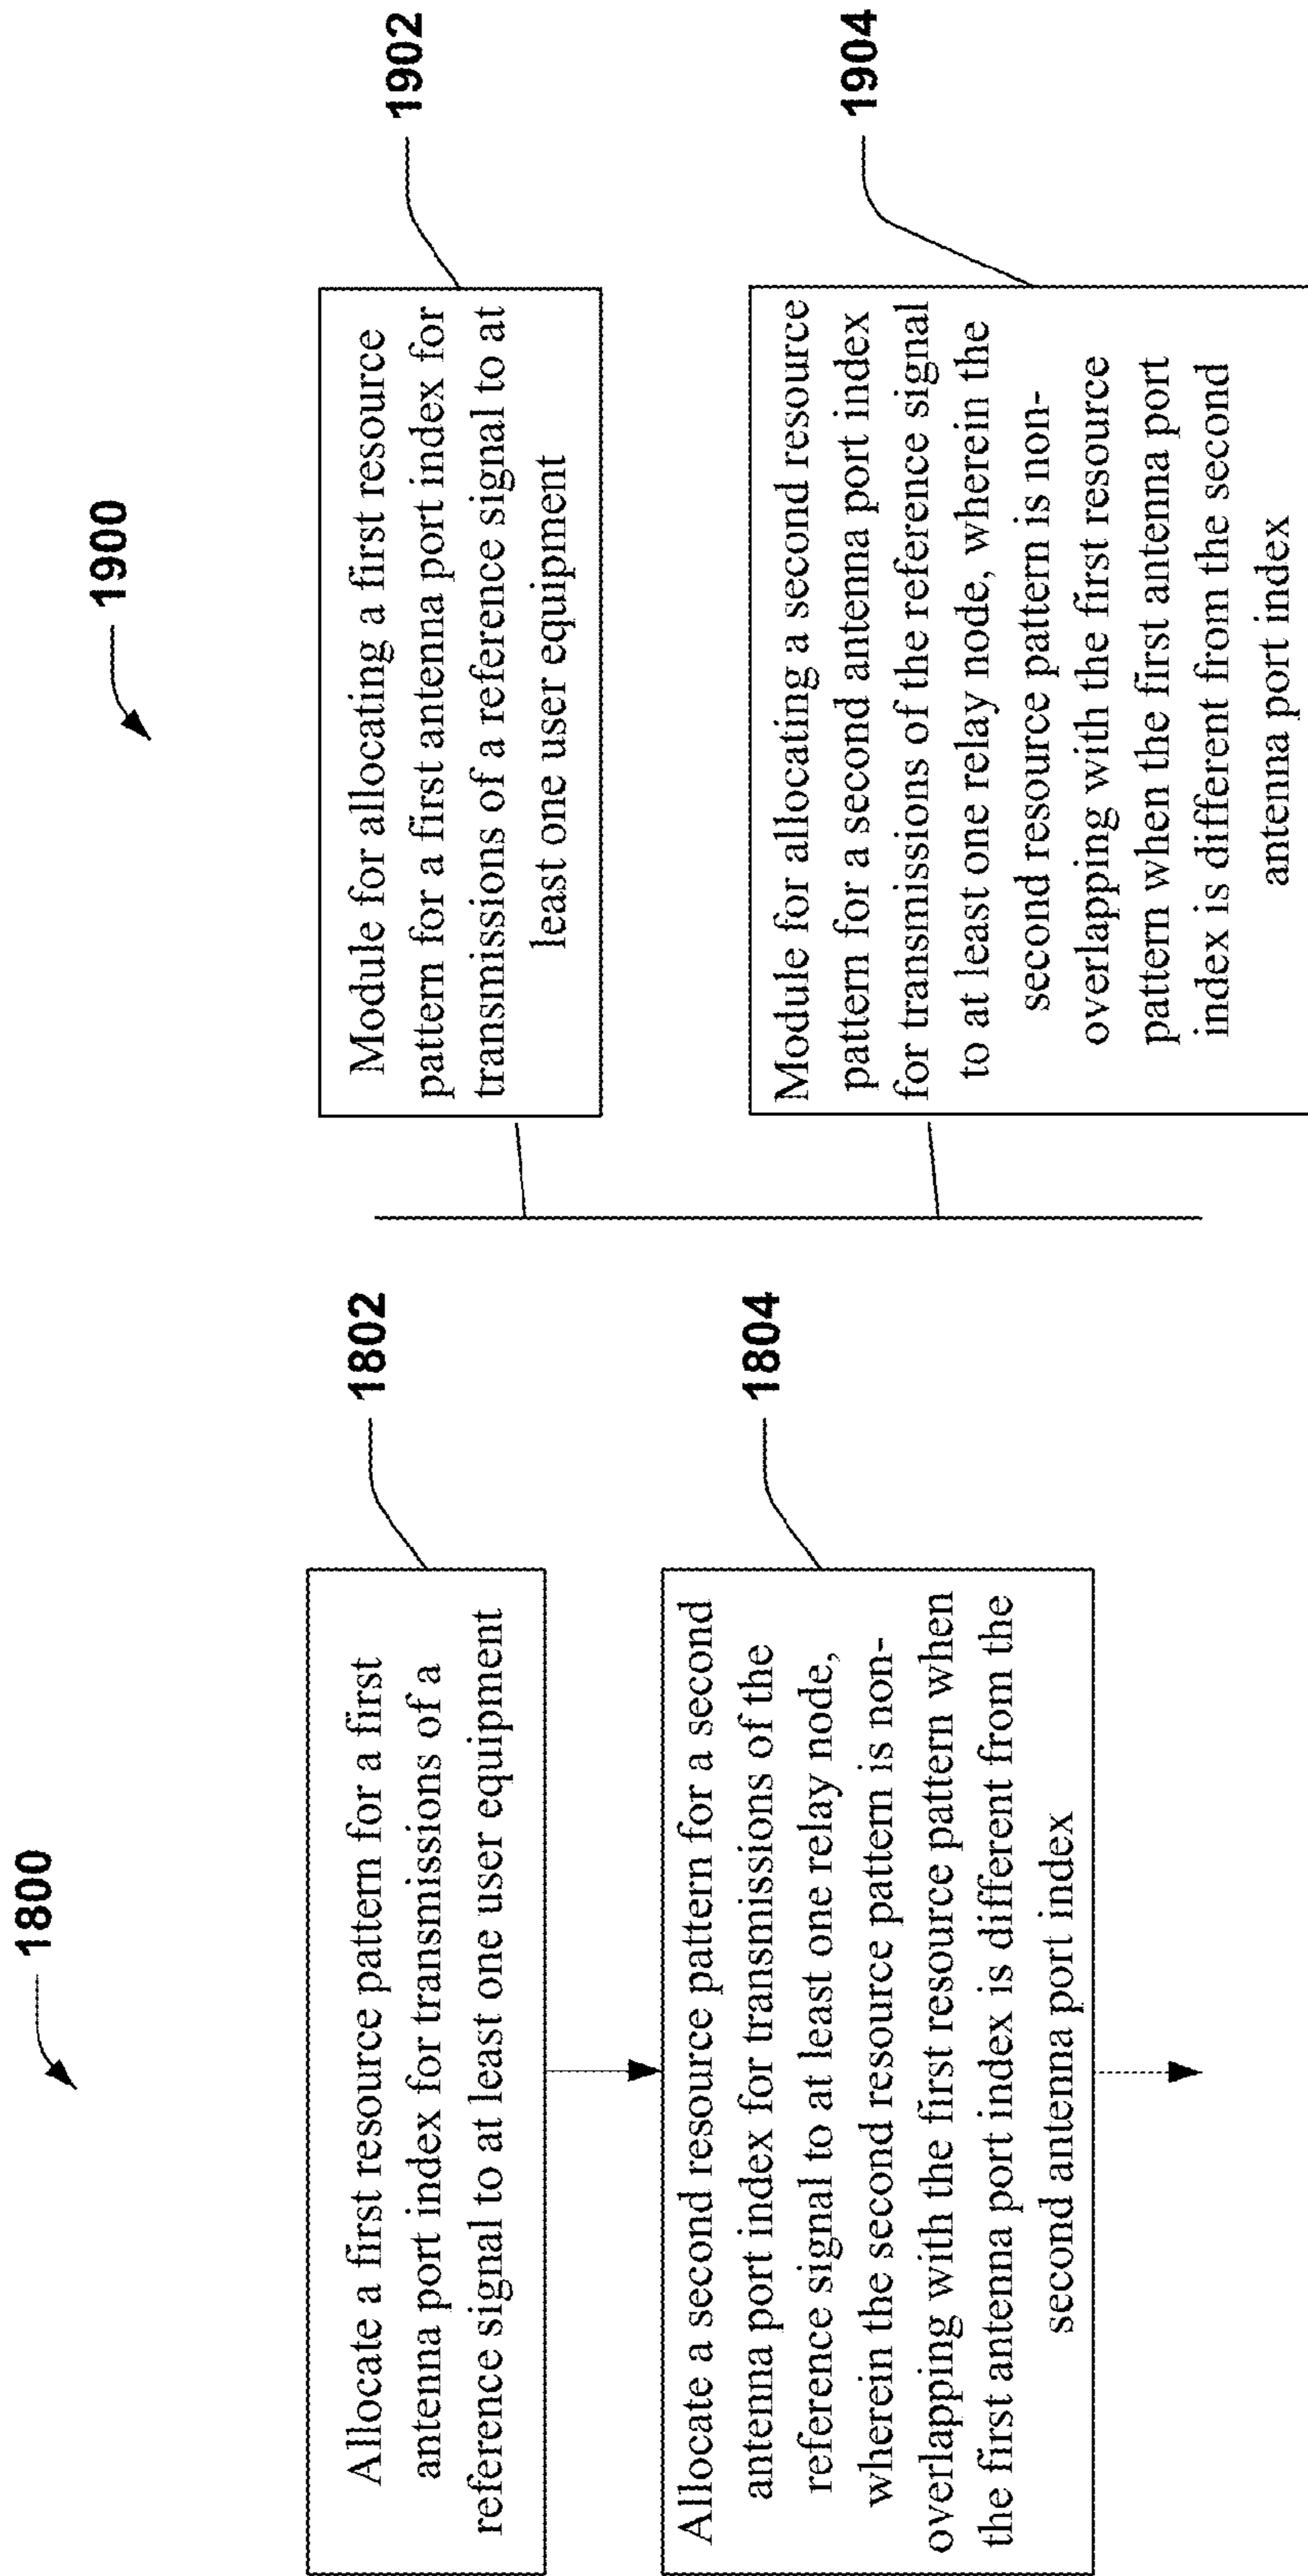 1800
Allocate a first resource pattern for a first
antenna port index for transmissions of a
reference signal to at least one user equipment
1802
Allocate a second resource pattern for a second
antenna port index for transmissions of the
reference signal to at least one relay node,
wherein the second resource pattern is non-
overlapping with the first resource pattern when
the first antenna port index is different from the
second antenna port index
1804
1900
Module for allocating a first resource
pattern for a first antenna port index for
transmissions of a reference signal to at
least one user equipment
1902
Module for allocating a second resource
pattern for a second antenna port index
for transmissions of the reference signal
to at least one relay node, wherein the
second resource pattern is non-
overlapping with the first resource
pattern when the first antenna port
index is different from the second
antenna port index
1904